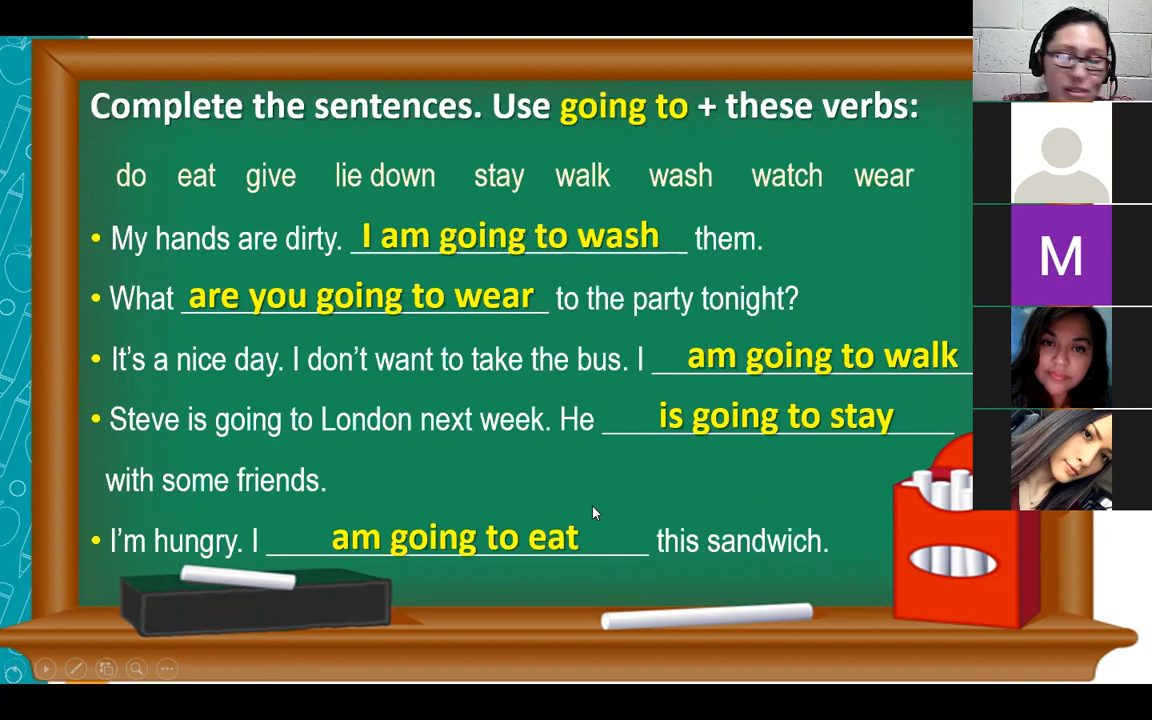 Complete the sentences. Use going to + these verbs:
do eat give lie down stay walk wash watch wear
• My hands are dirty. I am going to wash them.
• What are you going to wear to the party tonight?
• It's a nice day. I don't want to take the bus. I am going to walk
• Steve is going to London next week. He is going to stay
with some friends.
• I'm hungry. I am going to eat this sandwich.
M